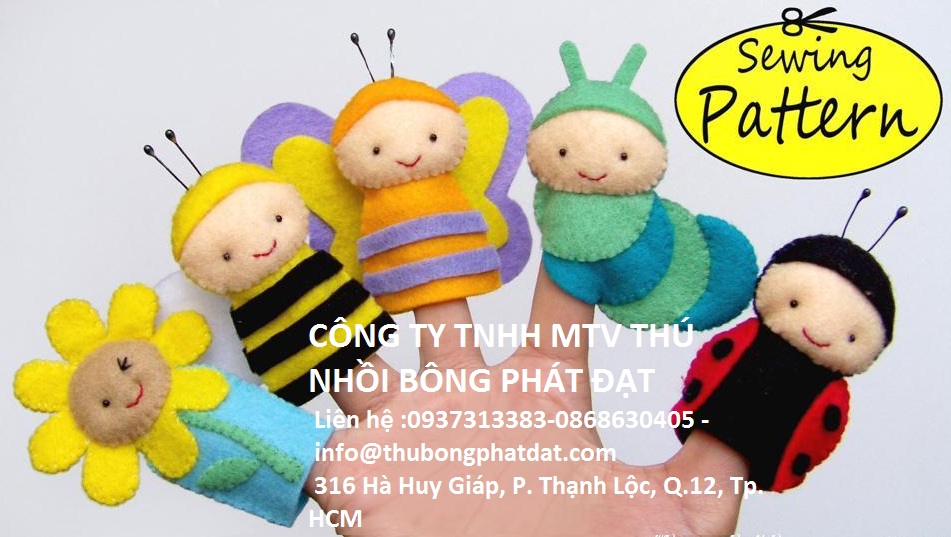 Sewing
Pattern
CÔNG TY TNHH MTV THÚ
NHỒI BÔNG PHÁT ĐẠT
Liên hệ :0937313383-0868630405 -
info@thubongphatdat.com
316 Hà Huy Giáp, P. Thạnh Lộc, Q.12, Tp.
HCM